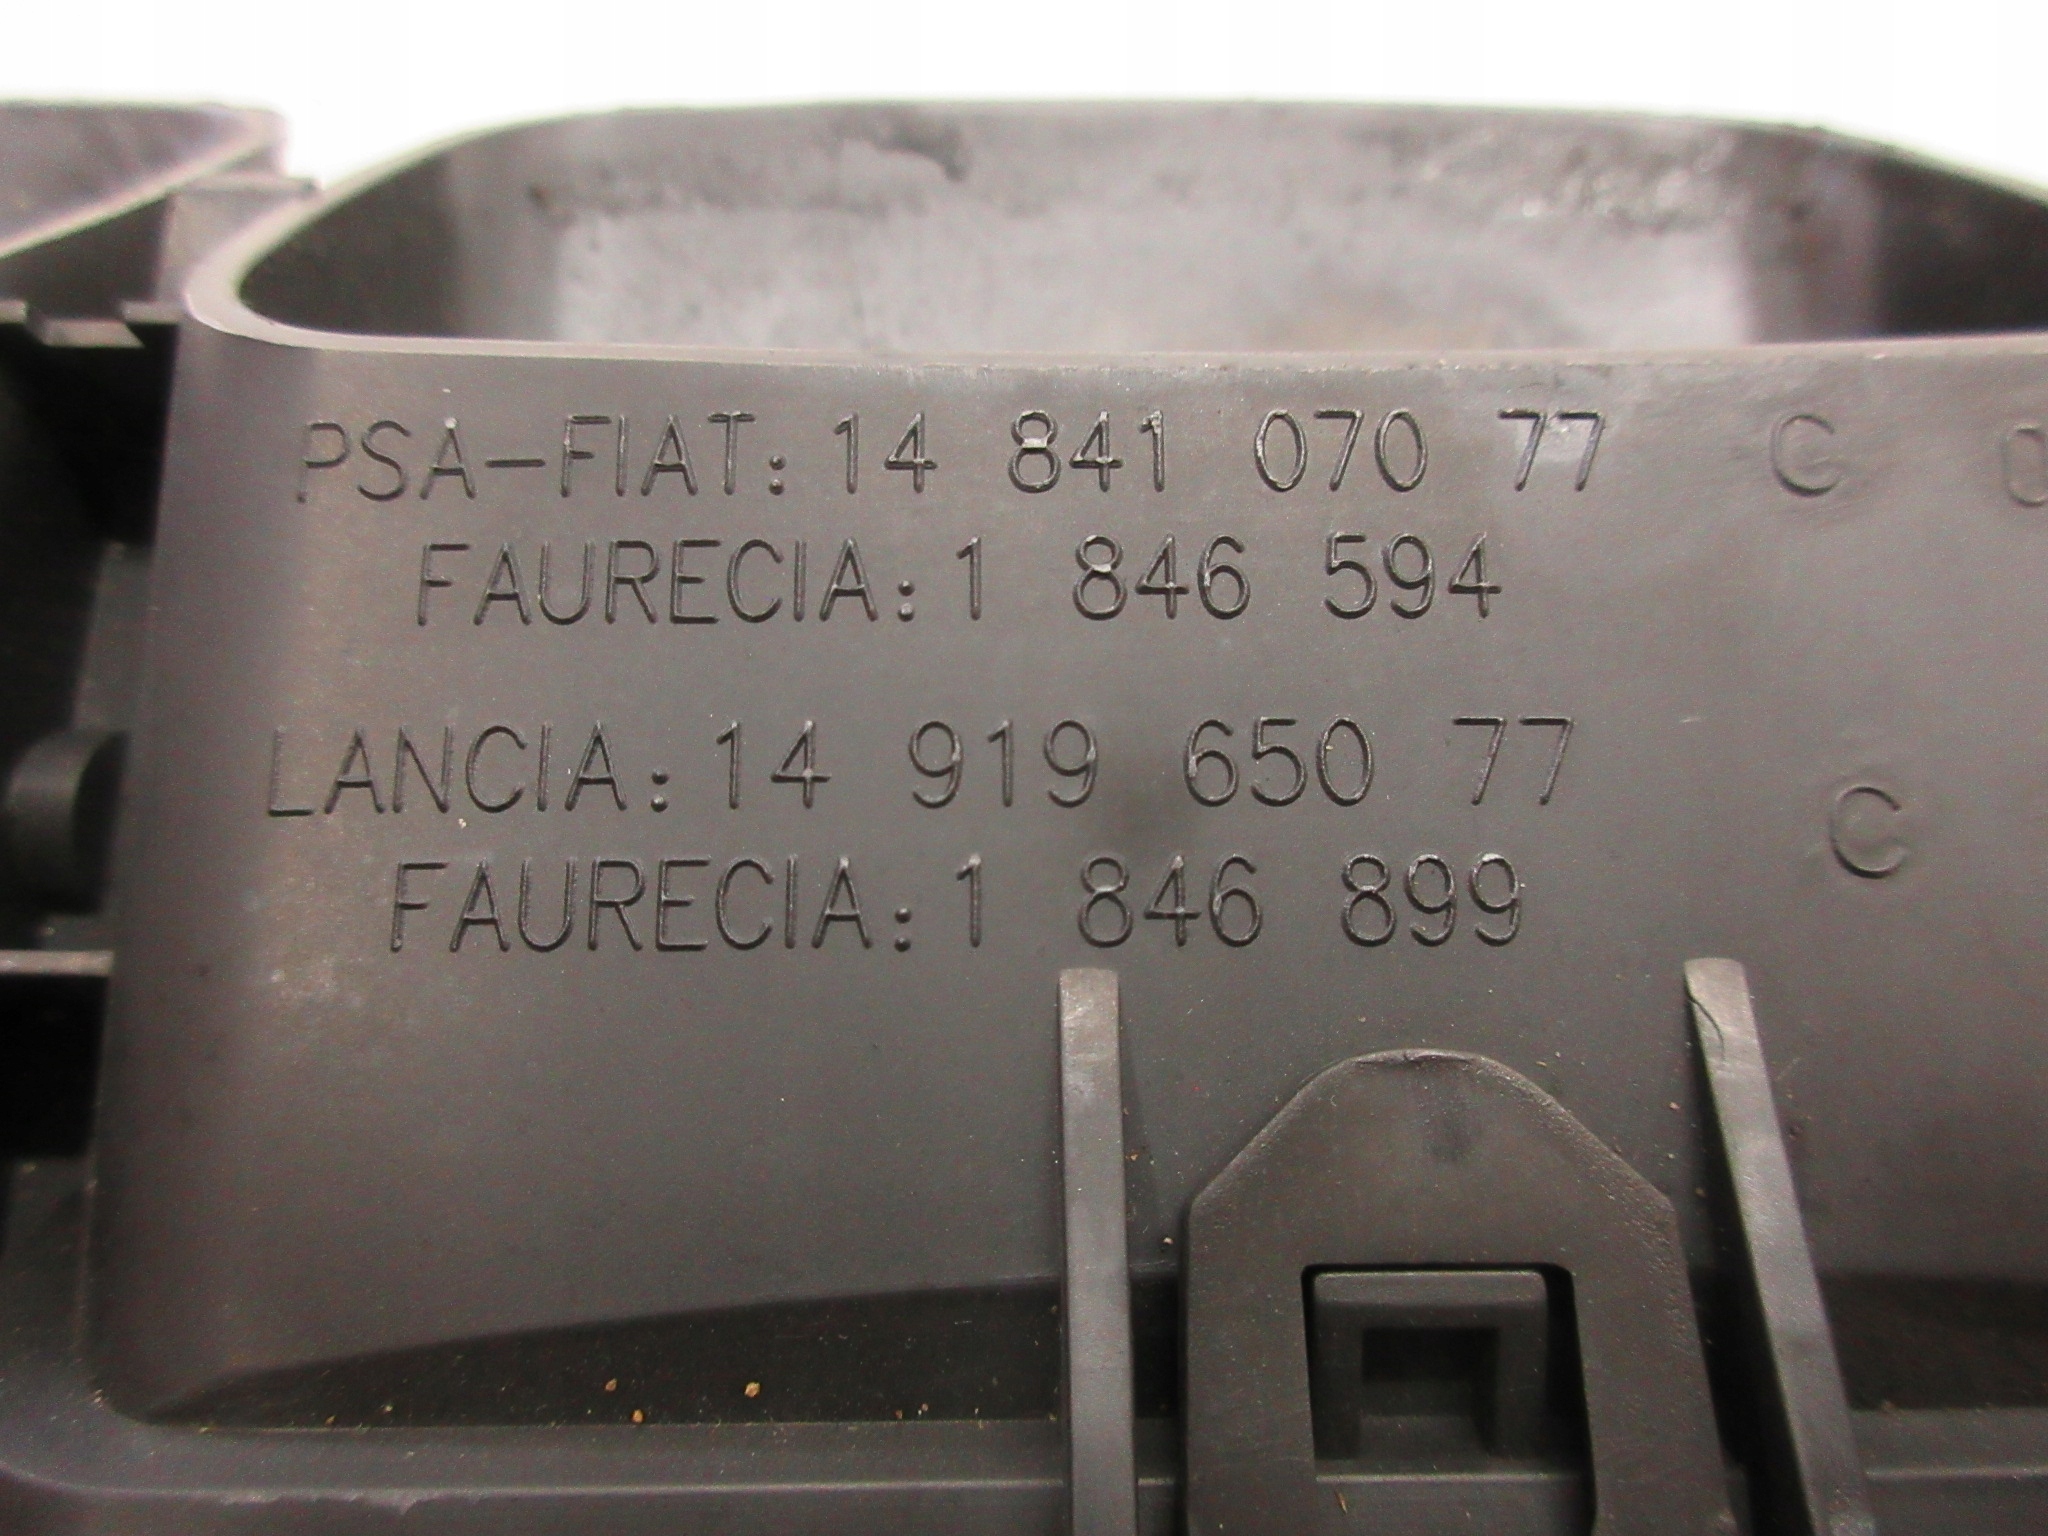 PSA-FIAT: 14 841 070 77 C 0
FAURECIA: 1 846 594
LANCIA: 14 919 650 77
C
FAURECIA: 1 846 899